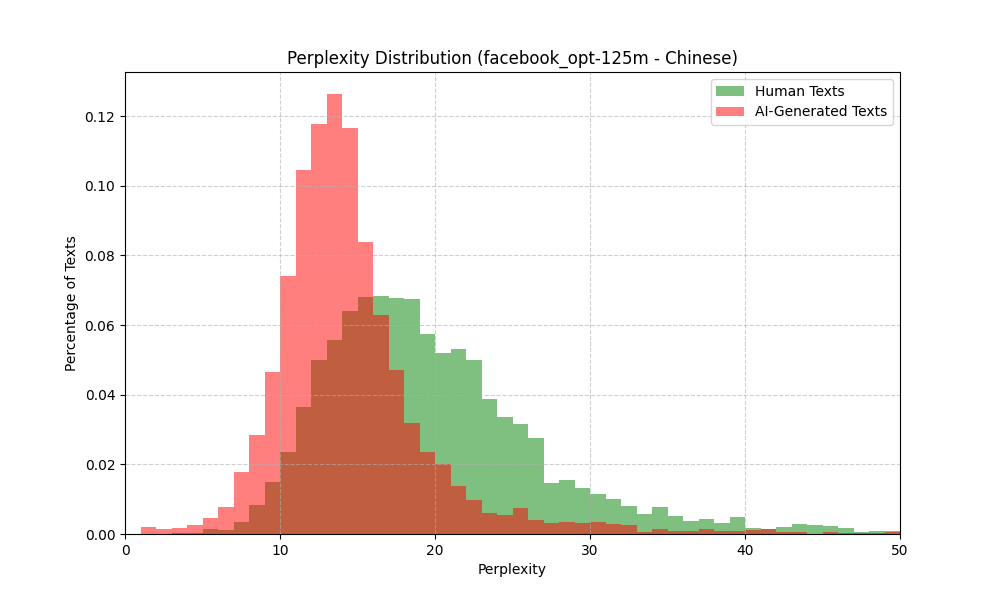 Perplexity Distribution (facebook_opt-125m - Chinese)
Human Texts
AI-Generated Texts
Percentage of Texts
0.12
0.10
0.08
0.06
0.04
0.02
0.00
0 10 20 30 40 50
Perplexity